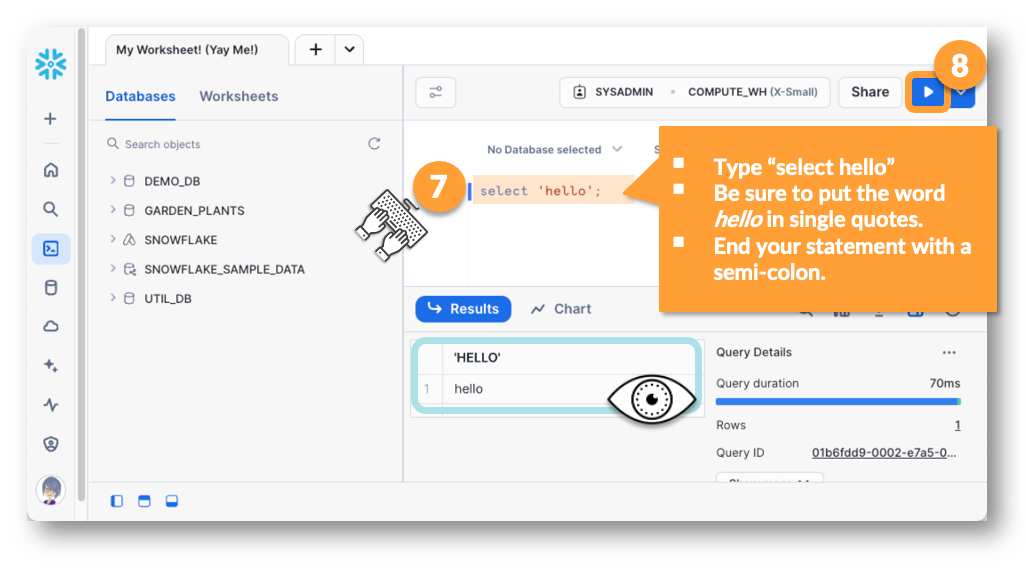 My Worksheet! (Yay Me!)
8
Databases
Worksheets
SYSADMIN
COMPUTE_WH (X-Small)
Share
Search objects
No Database selected
S
7
select 'hello';
Type “select hello”
Be sure to put the word
hello in single quotes.
End your statement with a
semi-colon.
DEMO_DB
GARDEN_PLANTS
SNOWFLAKE
SNOWFLAKE_SAMPLE_DATA
UTIL_DB
Results
Chart
'HELLO'
1 hello
Query Details
Query duration 70ms
Rows 1
Query ID 01b6fdd9-0002-e7a5-0...